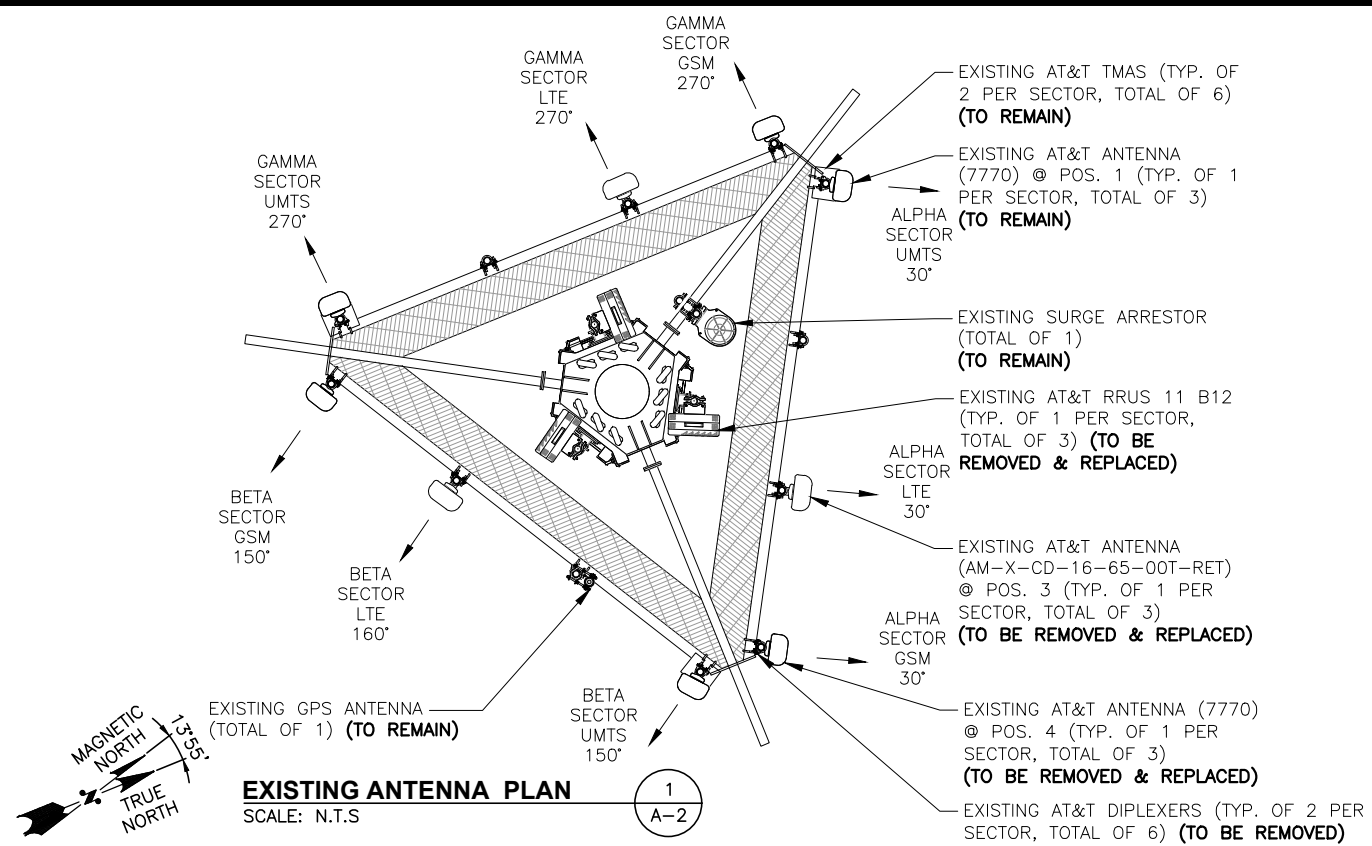 GAMMA
SECTOR
GSM
270°
GAMMA
SECTOR
LTE
270°
GAMMA
SECTOR
UMTS
270°
EXISTING AT&T TMAS (TYP. OF
2 PER SECTOR, TOTAL OF 6)
(TO REMAIN)
EXISTING AT&T ANTENNA
(7770) @ POS. 1 (TYP. OF 1
PER SECTOR, TOTAL OF 3)
(TO REMAIN)
ALPHA
SECTOR
UMTS
30°
EXISTING SURGE ARRESTOR
(TOTAL OF 1)
(TO REMAIN)
EXISTING AT&T RRUS 11 B12
(TYP. OF 1 PER SECTOR,
TOTAL OF 3) (TO BE
REMOVED & REPLACED)
ALPHA
SECTOR
LTE
30°
BETA
SECTOR
GSM
150°
BETA
SECTOR
LTE
160°
EXISTING AT&T ANTENNA
(AM-X-CD-16-65-00T-RET)
@ POS. 3 (TYP. OF 1 PER
SECTOR, TOTAL OF 3)
(TO BE REMOVED & REPLACED)
ALPHA
SECTOR
GSM
30°
EXISTING GPS ANTENNA
(TOTAL OF 1) (TO REMAIN)
BETA
SECTOR
UMTS
150°
EXISTING AT&T ANTENNA (7770)
@ POS. 4 (TYP. OF 1 PER
SECTOR, TOTAL OF 3)
(TO BE REMOVED & REPLACED)
EXISTING AT&T DIPLEXERS (TYP. OF 2 PER
SECTOR, TOTAL OF 6) (TO BE REMOVED)
MAGNETIC
NORTH
13°55'
N
TRUE
NORTH
EXISTING ANTENNA PLAN
SCALE: N.T.S
1
A-2